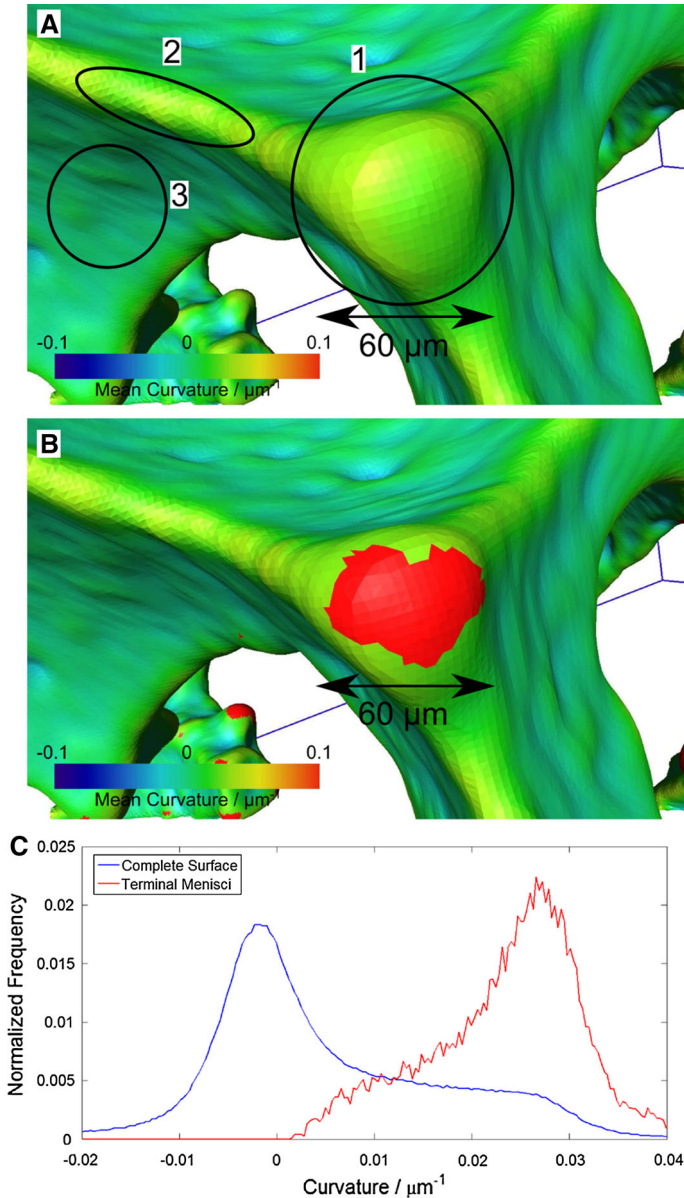 A
2
1
3
60 µm
-0.1 0 0.1
Mean Curvature / µm⁻¹
B
60 µm
-0.1 0 0.1
Mean Curvature / µm⁻¹
C
0.025
0.02
0.015
0.01
0.005
0
Normalized Frequency
Complete Surface
Terminal Menisci
-0.02 -0.01 0 0.01 0.02 0.03 0.04
Curvature / µm⁻¹